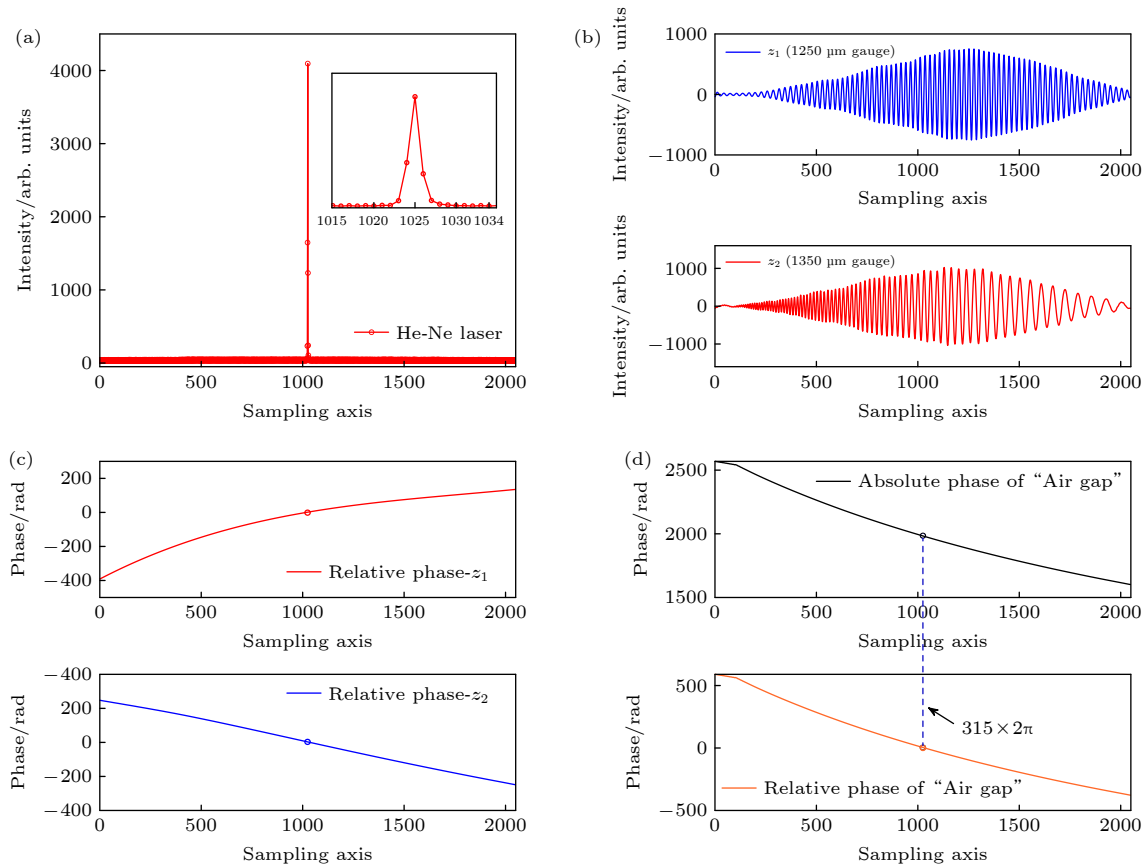 (a)
Intensity/arb. units
4000
3000
2000
1000
0
0 500 1000 1500 2000
Sampling axis
1015 1020 1025 1030 1034
He-Ne laser
(b)
Intensity/arb. units
1000
0
−1000
z₁ (1250 µm gauge)
0 500 1000 1500 2000
Sampling axis
Intensity/arb. units
1000
0
−1000
z₂ (1350 µm gauge)
0 500 1000 1500 2000
Sampling axis
(c)
Phase/rad
200
0
−200
−400
Relative phase-z₁
0 500 1000 1500 2000
Sampling axis
Phase/rad
−400
200
0
−200
−400
Relative phase-z₂
0 500 1000 1500 2000
Sampling axis
(d)
Phase/rad
2500
2000
1500
Absolute phase of “Air gap”
0 500 1000 1500 2000
Sampling axis
Phase/rad
500
0
−500
315×2π
Relative phase of “Air gap”
0 500 1000 1500 2000
Sampling axis